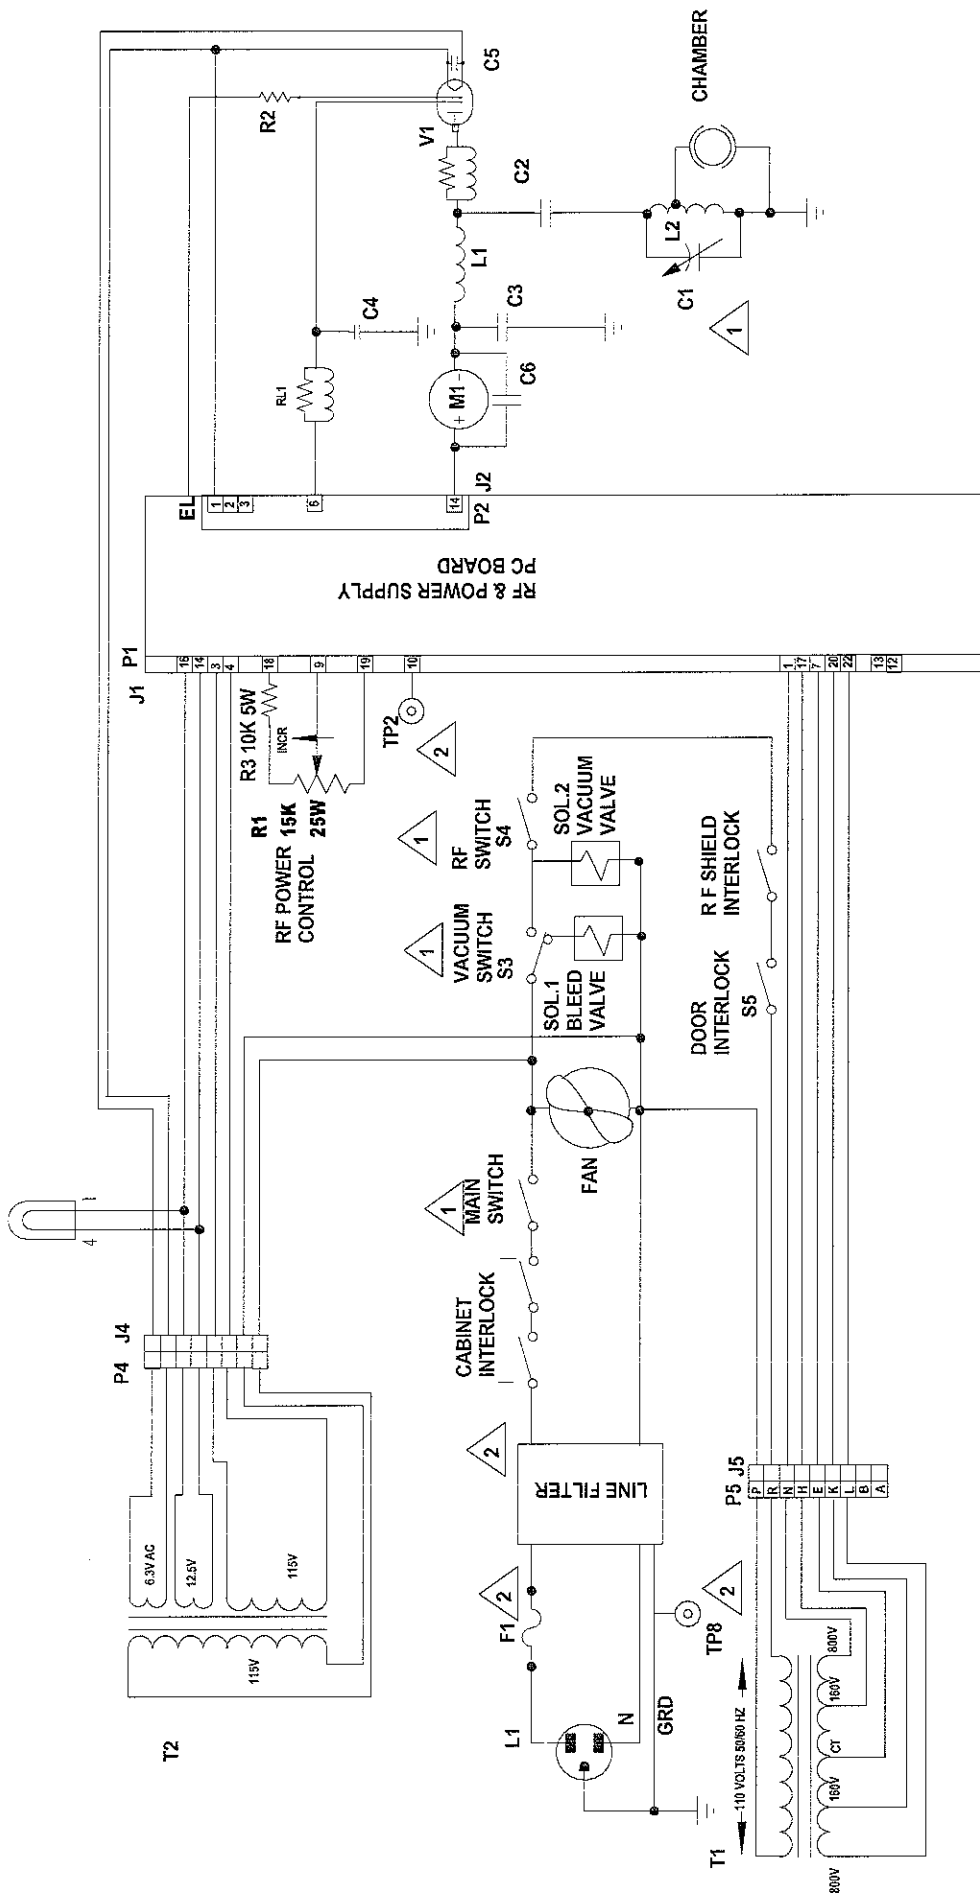 T2
115V
6.3V AC
12.5V
115V
P4
J4
4
1
J1
P1
16
14
3
4
18
9
19
10
1
17
7
20
22
13
12
R3 10K 5W
INCR
R1
15K
25W
RF POWER
CONTROL
TP2
2
RF & POWER SUPPLY
PC BOARD
EL
1
2
3
6
14
P2
J2
RL1
C4
R2
V1
C5
+ M1 -
C6
C3
L1
C2
L2
C1
1
CHAMBER
L1
N
GRD
F1
2
TP8
2
LINE FILTER
2
CABINET
INTERLOCK
1
MAIN
SWITCH
FAN
1
VACUUM
SWITCH
S3
SOL.1
BLEED
VALVE
1
RF
SWITCH
S4
SOL.2
VACUUM
VALVE
DOOR
INTERLOCK
S5
R F SHIELD
INTERLOCK
T1
110 VOLTS 50/60 HZ
800V
160V
CT
160V
800V
P5
J5
P
R
N
H
E
K
L
B
A